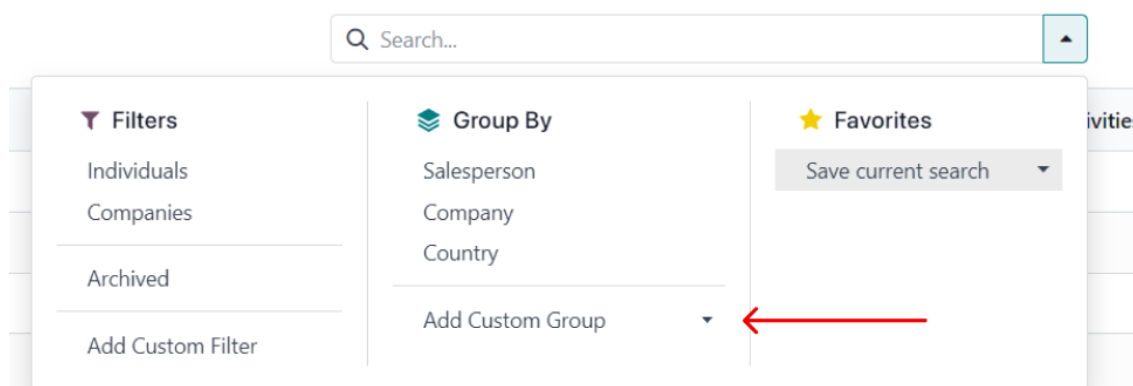 Search...
Filters
Individuals
Companies
Archived
Add Custom Filter
Group By
Salesperson
Company
Country
Add Custom Group
Favorites
Save current search